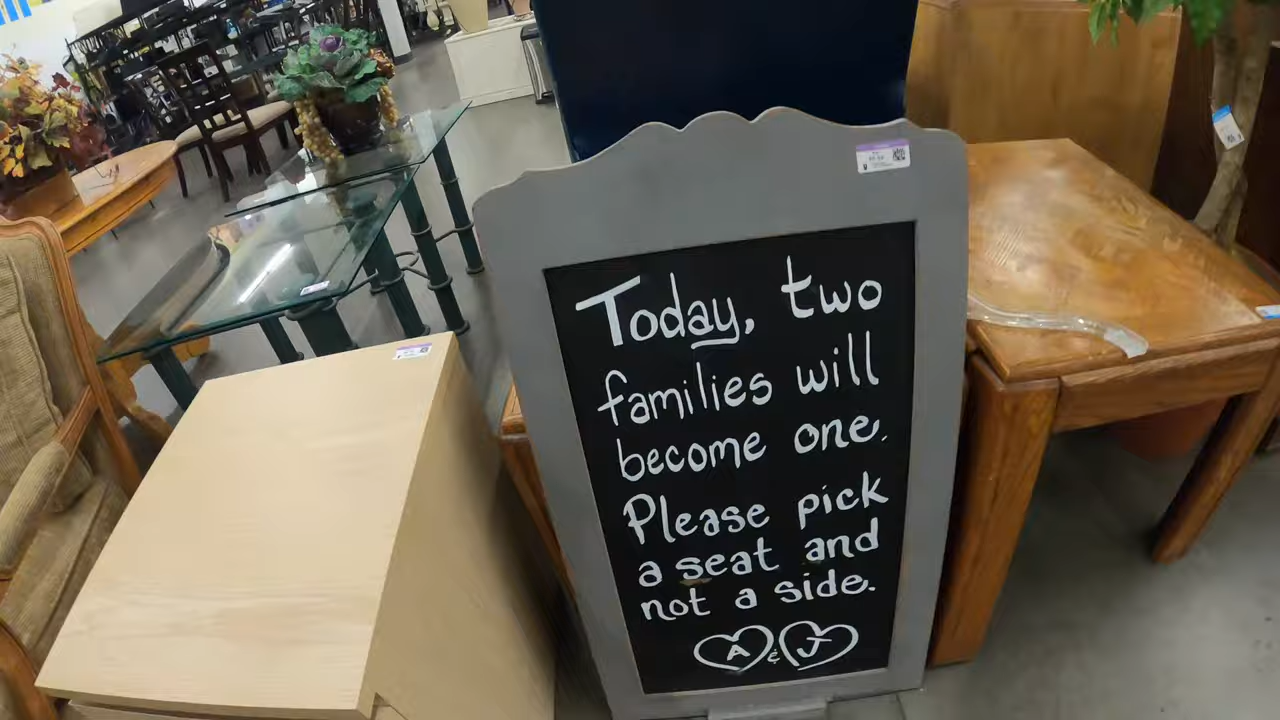 Today, two
families will
become one.
Please pick
a seat and
not a side.
A & J